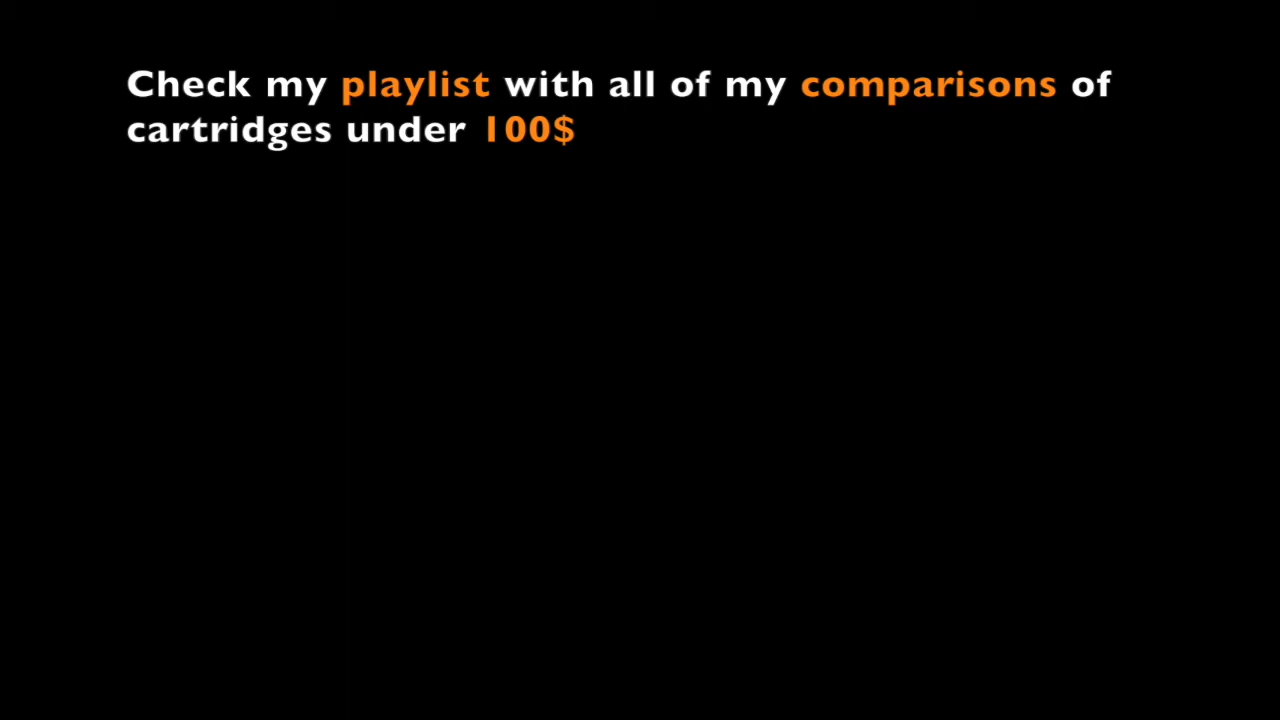 Check my playlist with all of my comparisons of
cartridges under 100$